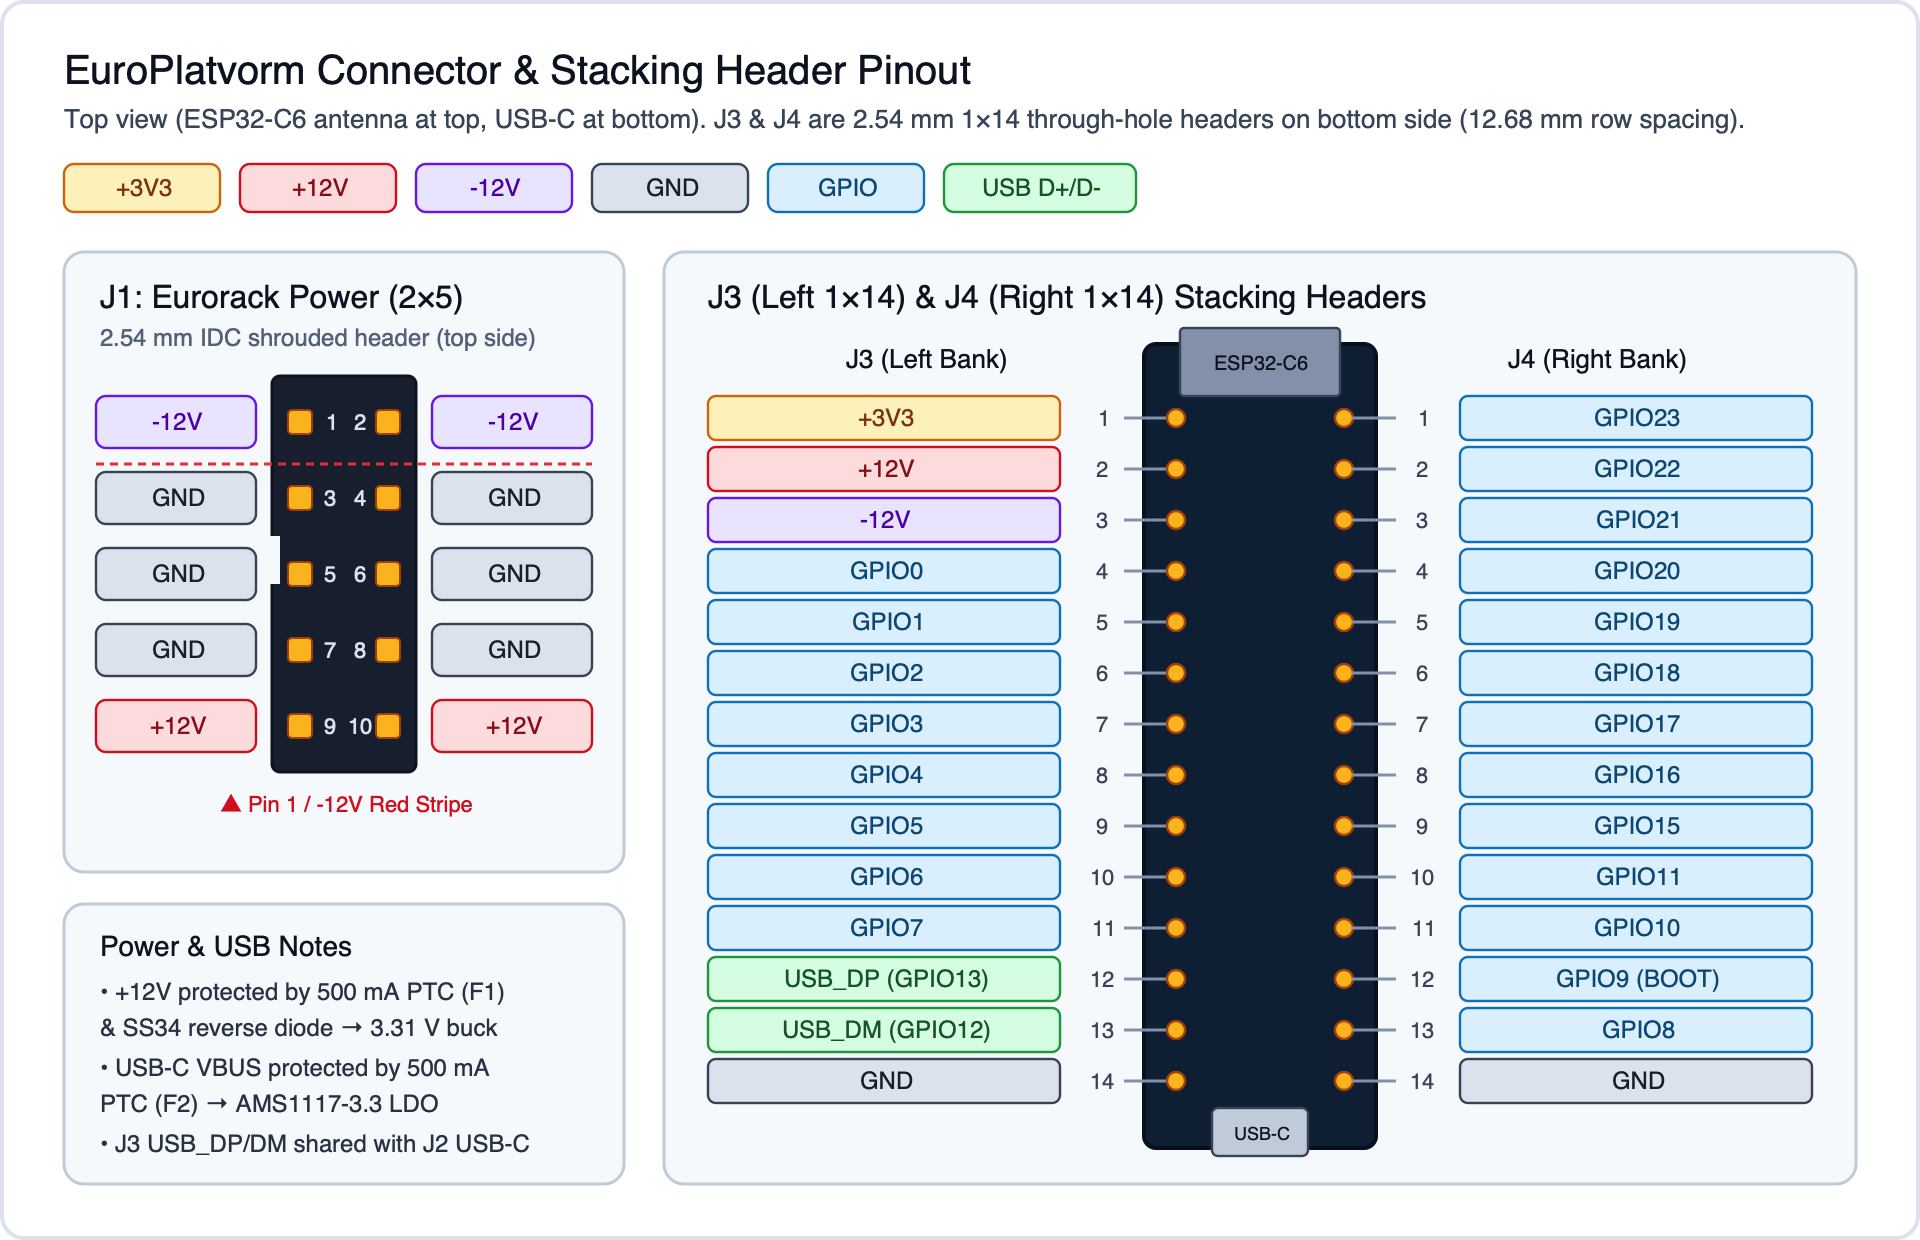 EuroPlatvorm Connector & Stacking Header Pinout
Top view (ESP32-C6 antenna at top, USB-C at bottom). J3 & J4 are 2.54 mm 1×14 through-hole headers on bottom side (12.68 mm row spacing).
+3V3 +12V -12V GND GPIO USB D+/D-
J1: Eurorack Power (2×5)
2.54 mm IDC shrouded header (top side)
-12V 1 2 -12V
GND 3 4 GND
GND 5 6 GND
GND 7 8 GND
+12V 9 10 +12V
▲ Pin 1 / -12V Red Stripe
Power & USB Notes
• +12V protected by 500 mA PTC (F1)
& SS34 reverse diode → 3.31 V buck
• USB-C VBUS protected by 500 mA
PTC (F2) → AMS1117-3.3 LDO
• J3 USB_DP/DM shared with J2 USB-C
J3 (Left 1×14) & J4 (Right 1×14) Stacking Headers
J3 (Left Bank) ESP32-C6 J4 (Right Bank)
+3V3 1 1 GPIO23
+12V 2 2 GPIO22
-12V 3 3 GPIO21
GPIO0 4 4 GPIO20
GPIO1 5 5 GPIO19
GPIO2 6 6 GPIO18
GPIO3 7 7 GPIO17
GPIO4 8 8 GPIO16
GPIO5 9 9 GPIO15
GPIO6 10 10 GPIO11
GPIO7 11 11 GPIO10
USB_DP (GPIO13) 12 12 GPIO9 (BOOT)
USB_DM (GPIO12) 13 13 GPIO8
GND 14 14 GND
USB-C